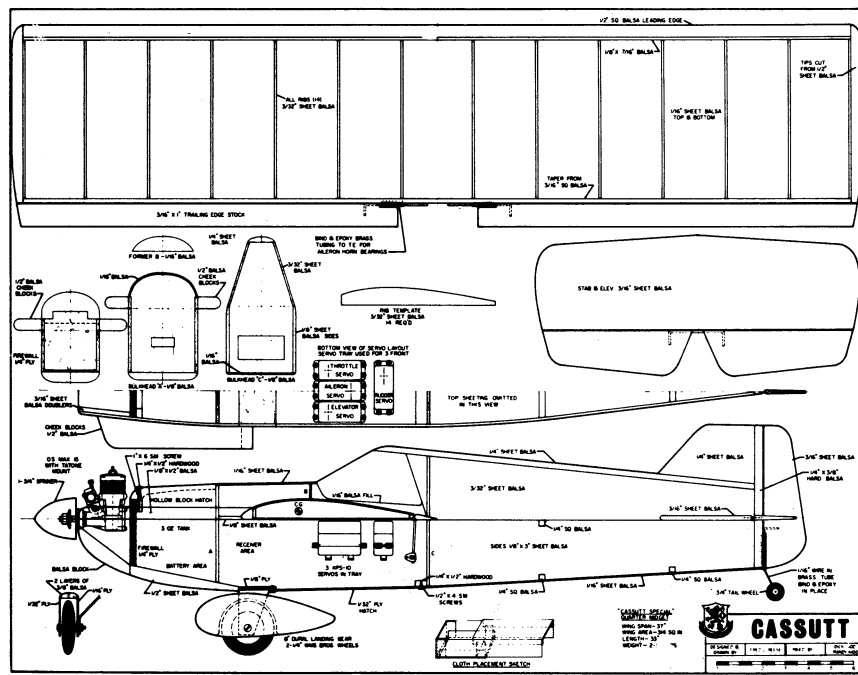 1/2" SQ BALSA LEADING EDGE
1/8" X 7/16" BALSA
TIPS CUT
FROM 1/2"
SHEET BALSA
ALL RIBS (14)
3/32" SHEET BALSA
1/16" SHEET BALSA
TOP & BOTTOM
TAPER FROM
3/16" SQ BALSA
3/16" X 1" TRAILING EDGE STOCK
BIND & EPOXY BRASS
TUBING TO TE FOR
AILERON HORN BEARINGS
FORMER B -1/16" BALSA
1/4" SHEET
BALSA
3/32" SHEET
BALSA
1/16" BALSA
1/2" BALSA
CHEEK
BLOCKS
1/2" BALSA
CHEEK
BLOCKS
FIREWALL
1/4" PLY
BULKHEAD "A"-1/8" BALSA
1/16"
BALSA
1/8" SHEET
BALSA SIDES
BULKHEAD "C"-1/8" BALSA
RIB TEMPLATE
3/32" SHEET BALSA
14 REQ'D
STAB & ELEV 3/16" SHEET BALSA
BOTTOM VIEW OF SERVO LAYOUT
SERVO TRAY USED FOR 3 FRONT
THROTTLE
SERVO
AILERON
SERVO
ELEVATOR
SERVO
RUDDER
SERVO
3/16" SHEET
BALSA DOUBLERS
CHEEK BLOCKS
1/2" BALSA
TOP SHEETING OMITTED
IN THIS VIEW
OS MAX 15
WITH TATONE
MOUNT
1-3/4" SPINNER
1" X 6 SM SCREW
1/4" X 1/2" HARDWOOD
1/8" X 1/2" BALSA
1/16" SHEET BALSA
HOLLOW BLOCK HATCH
B
CG
1/16" BALSA FILL
1/4" SHEET BALSA
3/32" SHEET BALSA
1/4" SHEET BALSA
3/16" SHEET BALSA
1/4" X 3/8"
HARD BALSA
3 OZ TANK
1/8" SHEET BALSA
1/4" SQ BALSA
3/16" SHEET BALSA
FIREWALL
1/4" PLY
A
RECEIVER
AREA
BATTERY AREA
3 KPS-10
SERVOS IN TRAY
C
SIDES 1/8" X 3" SHEET BALSA
BALSA BLOCK
1/2" SHEET BALSA
1/8" PLY
1/32" PLY
HATCH
1/4" X 1/2" HARDWOOD
1/2" X 4 SM
SCREWS
1/4" SQ BALSA
1/16" SHEET BALSA
1/4" SQ BALSA
3/4" TAIL WHEEL
1/16" WIRE IN
BRASS TUBE
BIND & EPOXY
IN PLACE
2 LAYERS OF
3/8" BALSA
1/16" PLY
1/32" PLY
8" DURAL LANDING GEAR
2-1/4" WMS BROS WHEELS
CLOTH PLACEMENT SKETCH
"CASSUTT SPECIAL"
QUARTER MIDGET
WING SPAN-37"
WING AREA-314 SQ IN
LENGTH-33"
WEIGHT-2
CASSUTT
DESIGNED &
DRAWN BY